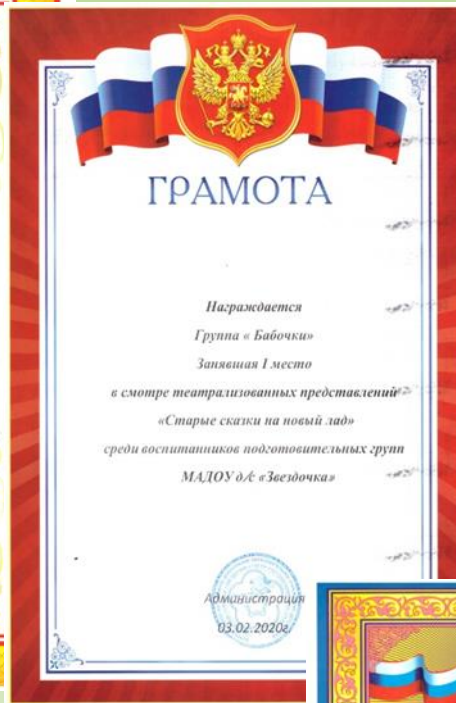 ГРАМОТА
Награждается
Группа « Бабочки»
Занявшая I место
в смотре театрализованных представлений
«Старые сказки на новый лад»
среди воспитанников подготовительных групп
МАДОУ д/с «Звездочка»
Администрация
03.02.2020г.